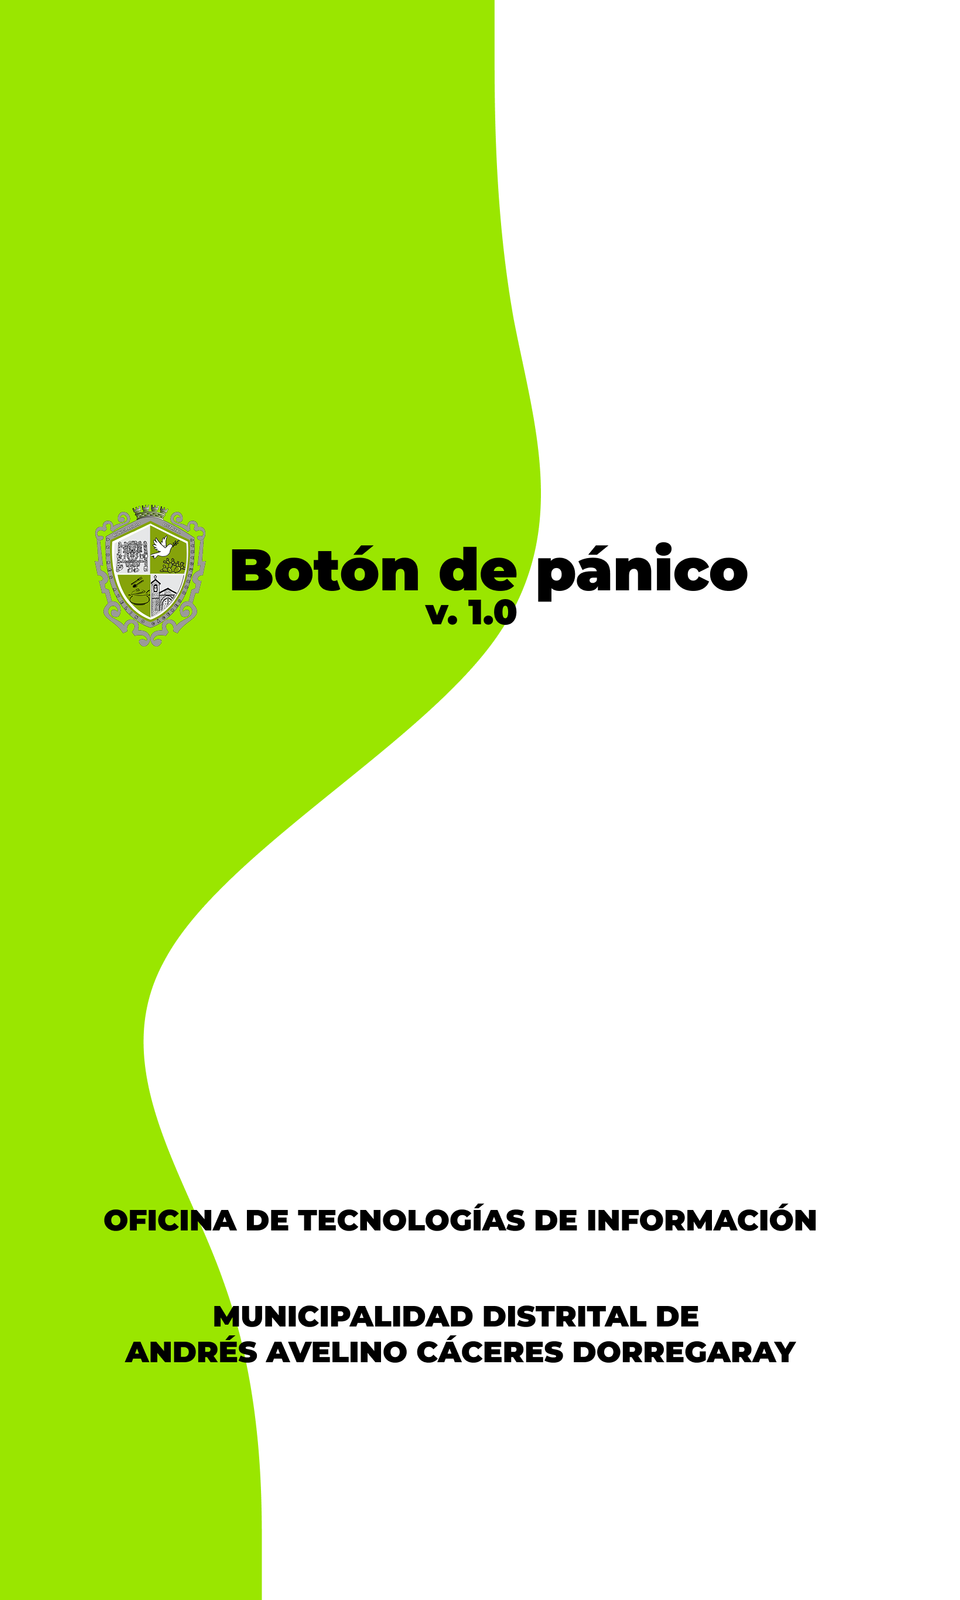 Botón de pánico
v. 1.0
OFICINA DE TECNOLOGÍAS DE INFORMACIÓN
MUNICIPALIDAD DISTRITAL DE
ANDRÉS AVELINO CÁCERES DORREGARAY